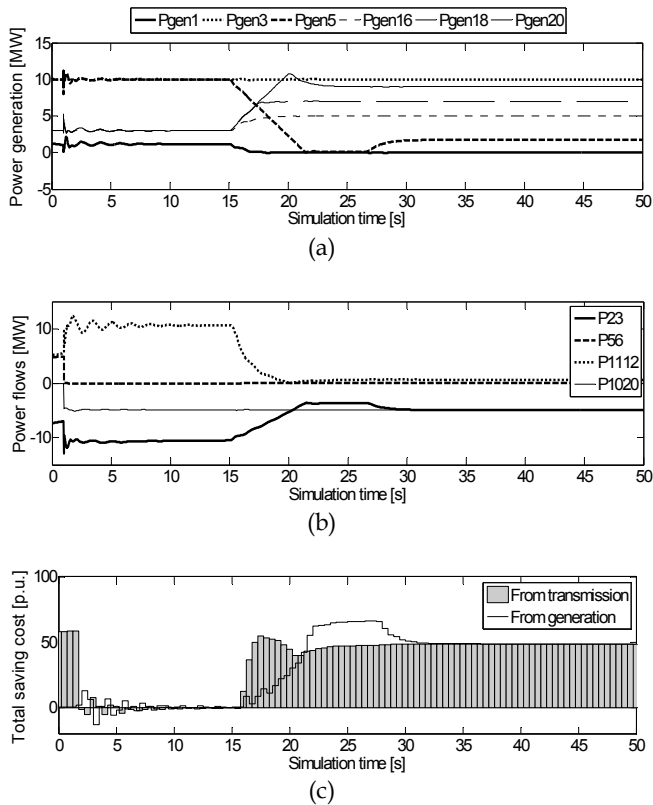 Pgen1 Pgen3 Pgen5 Pgen16 Pgen18 Pgen20
Power generation [MW]
15
10
5
0
-5
0 5 10 15 20 25 30 35 40 45 50
Simulation time [s]
(a)
Power flows [MW]
10
0
-10
P23
P56
P1112
P1020
0 5 10 15 20 25 30 35 40 45 50
Simulation time [s]
(b)
Total saving cost [p.u.]
100
50
0
From transmission
From generation
0 5 10 15 20 25 30 35 40 45 50
Simulation time [s]
(c)